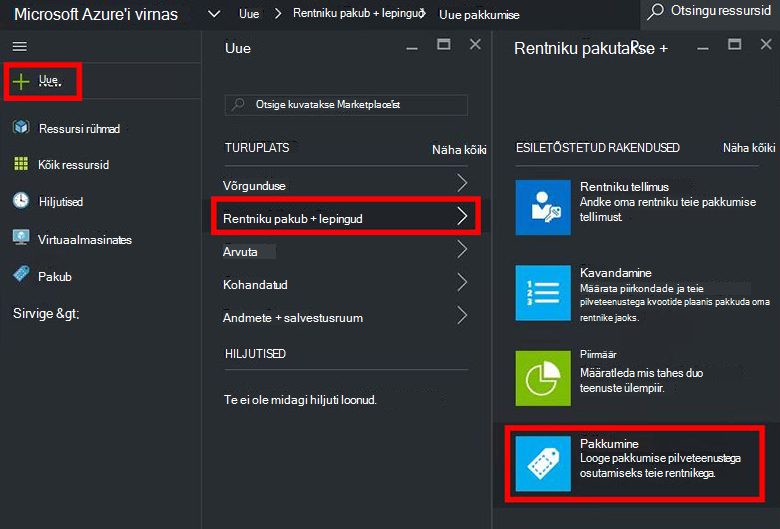 Microsoft Azure'i virnas
Uue
Rentniku pakub + lepingud
Uue pakkumise
Otsingu ressursid
Uue
Ressursi rühmad
Kõik ressursid
Hiljutised
Virtuaalmasinates
Pakub
Sirvige &gt;
Uue
Otsige kuvatakse Marketplace'ist
TURUPLATS
Näha kõiki
Võrgunduse
Rentniku pakub + lepingud
Arvuta
Kohandatud
Andmete + salvestusruum
HILJUTISED
Te ei ole midagi hiljuti loonud.
Rentniku pakutakse +
ESILETÕSTETUD RAKENDUSED
Näha kõiki
Rentniku tellimus
Andke oma rentniku teie pakkumise
tellimust.
Kavandamine
Määrata piirkondade ja teie
pilveteenustega kvootide plaanis pakkuda oma
rentnike jaoks.
Piirmäär
Määratleda mis tahes duo
teenuste ülempiir.
Pakkumine
Looge pakkumise pilveteenustega
osutamiseks teie rentnikega.